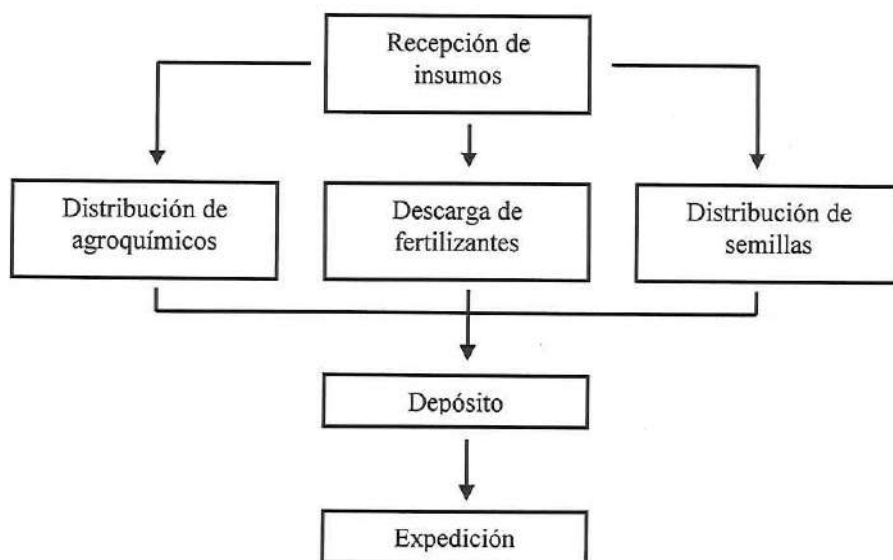 Recepción de
insumos
Distribución de
agroquímicos
Descarga de
fertilizantes
Distribución de
semillas
Depósito
Expedición